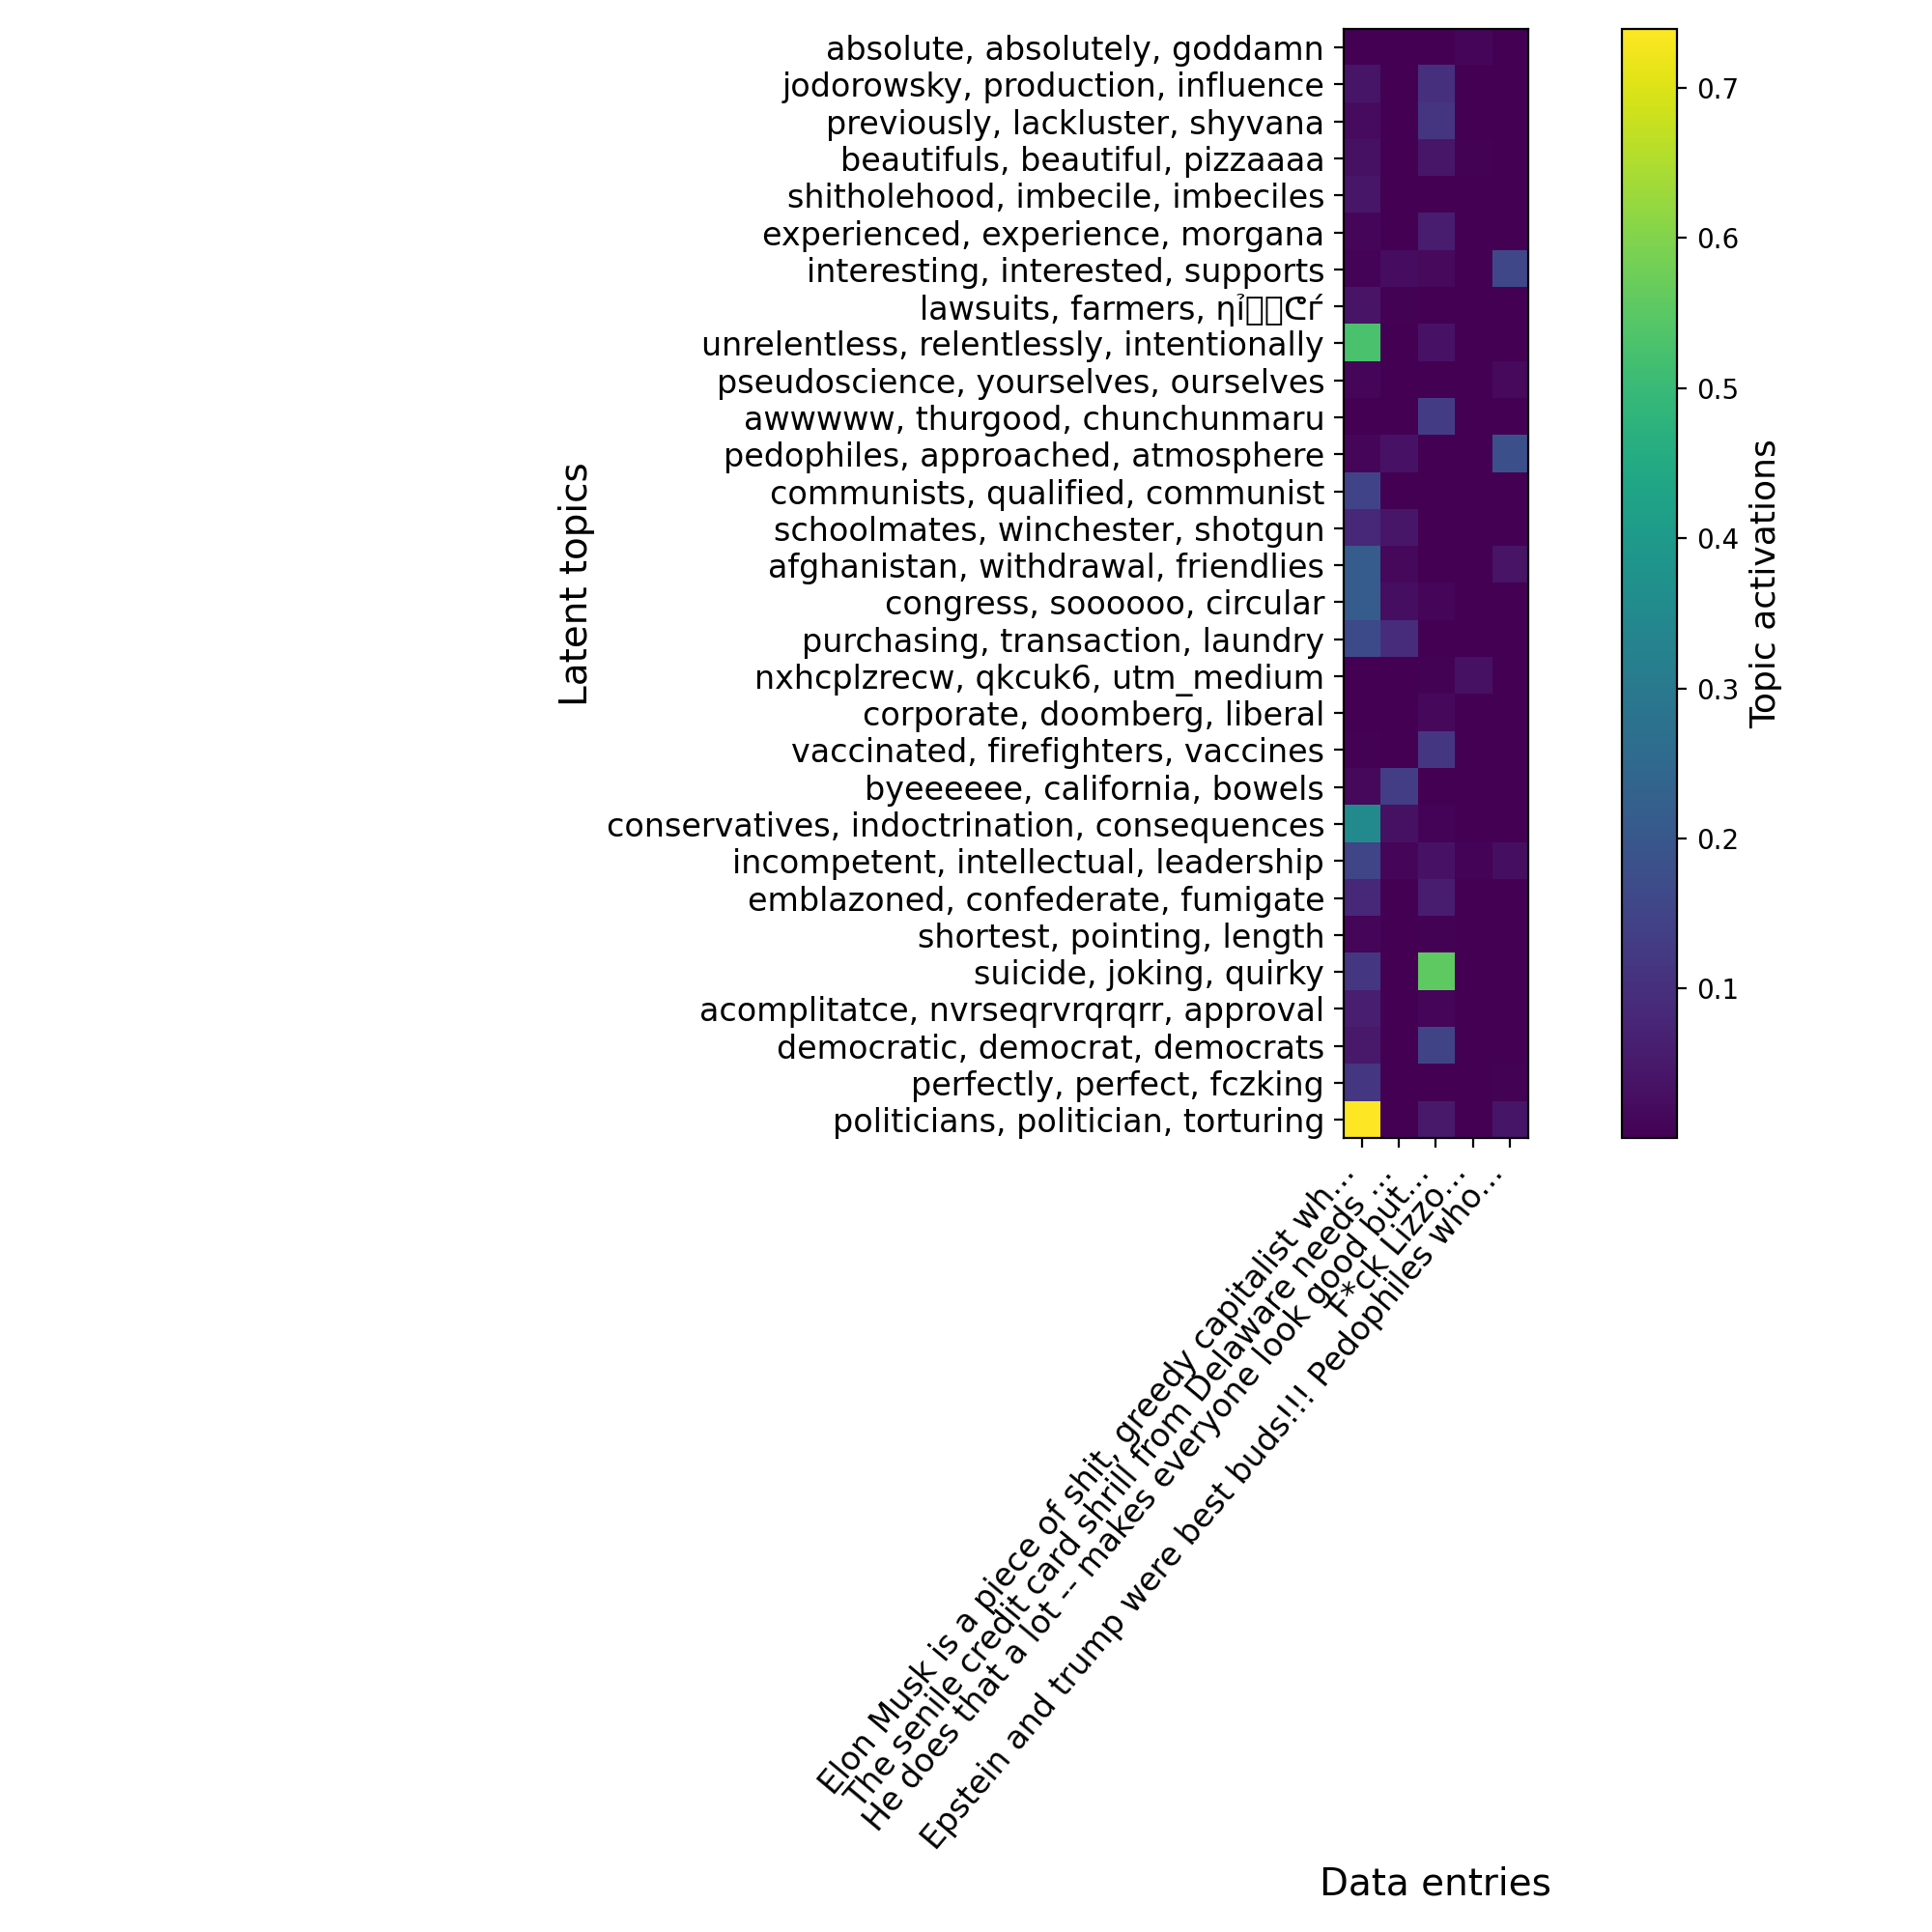 absolute, absolutely, goddamn
jodorowsky, production, influence
previously, lackluster, shyvana
beautifuls, beautiful, pizzaaaa
shitholehood, imbecile, imbeciles
experienced, experience, morgana
interesting, interested, supports
lawsuits, farmers,
unrelentless, relentlessly, intentionally
pseudoscience, yourselves, ourselves
awwwww, thurgood, chunchunmaru
pedophiles, approached, atmosphere
communists, qualified, communist
schoolmates, winchester, shotgun
afghanistan, withdrawal, friendlies
congress, soooooo, circular
purchasing, transaction, laundry
nxhcplzrecw, qkcuk6, utm_medium
corporate, doomberg, liberal
vaccinated, firefighters, vaccines
byeeeeee, california, bowels
conservatives, indoctrination, consequences
incompetent, intellectual, leadership
emblazoned, confederate, fumigate
shortest, pointing, length
suicide, joking, quirky
acomplitatce, nvrseqrvrqrqrr, approval
democratic, democrat, democrats
perfectly, perfect, fczking
politicians, politician, torturing
Latent topics
Elon Musk is a piece of shit, greedy capitalist wh...
The senile credit card shrill from Delaware needs ...
He does that a lot -- makes everyone look good but...
F*ck Lizzo...
Epstein and trump were best buds!!! Pedophiles who...
Data entries
0.7
0.6
0.5
0.4
0.3
0.2
0.1
Topic activations